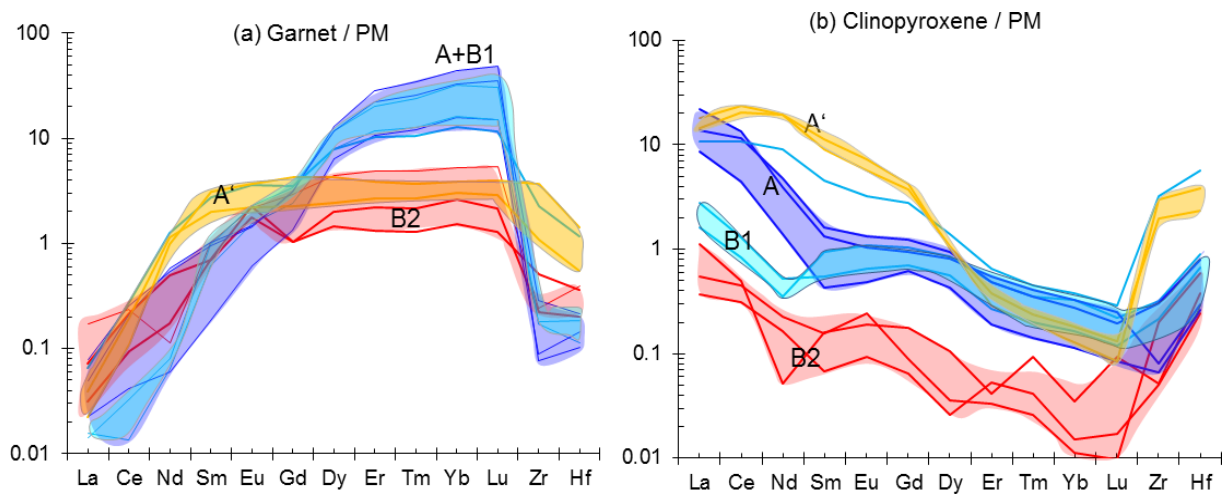 (a) Garnet / PM
100
10
1
0.1
0.01
A+B1
A‘
B2
La Ce Nd Sm Eu Gd Dy Er Tm Yb Lu Zr Hf
(b) Clinopyroxene / PM
100
10
1
0.1
0.01
A‘
A
B1
B2
La Ce Nd Sm Eu Gd Dy Er Tm Yb Lu Zr Hf